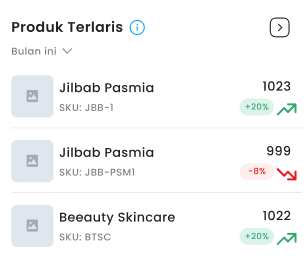 Produk Terlaris
Bulan ini
Jilbab Pasmia 1023
SKU: JBB-1 +20%
Jilbab Pasmia 999
SKU: JBB-PSM1 -8%
Beeauty Skincare 1022
SKU: BTSC +20%